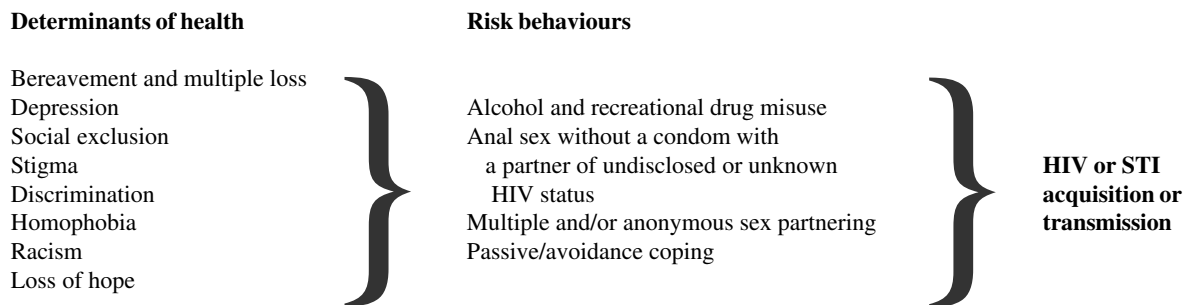 Determinants of health
Bereavement and multiple loss
Depression
Social exclusion
Stigma
Discrimination
Homophobia
Racism
Loss of hope
Risk behaviours
Alcohol and recreational drug misuse
Anal sex without a condom with
a partner of undisclosed or unknown
HIV status
Multiple and/or anonymous sex partnering
Passive/avoidance coping
HIV or STI
acquisition or
transmission